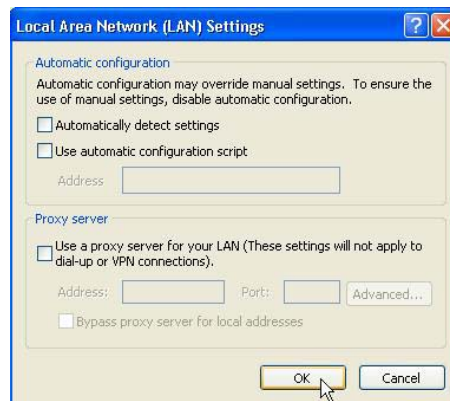 Local Area Network (LAN) Settings
Automatic configuration
Automatic configuration may override manual settings. To ensure the
use of manual settings, disable automatic configuration.
Automatically detect settings
Use automatic configuration script
Address
Proxy server
Use a proxy server for your LAN (These settings will not apply to
dial-up or VPN connections).
Address: Port: Advanced...
Bypass proxy server for local addresses
OK Cancel